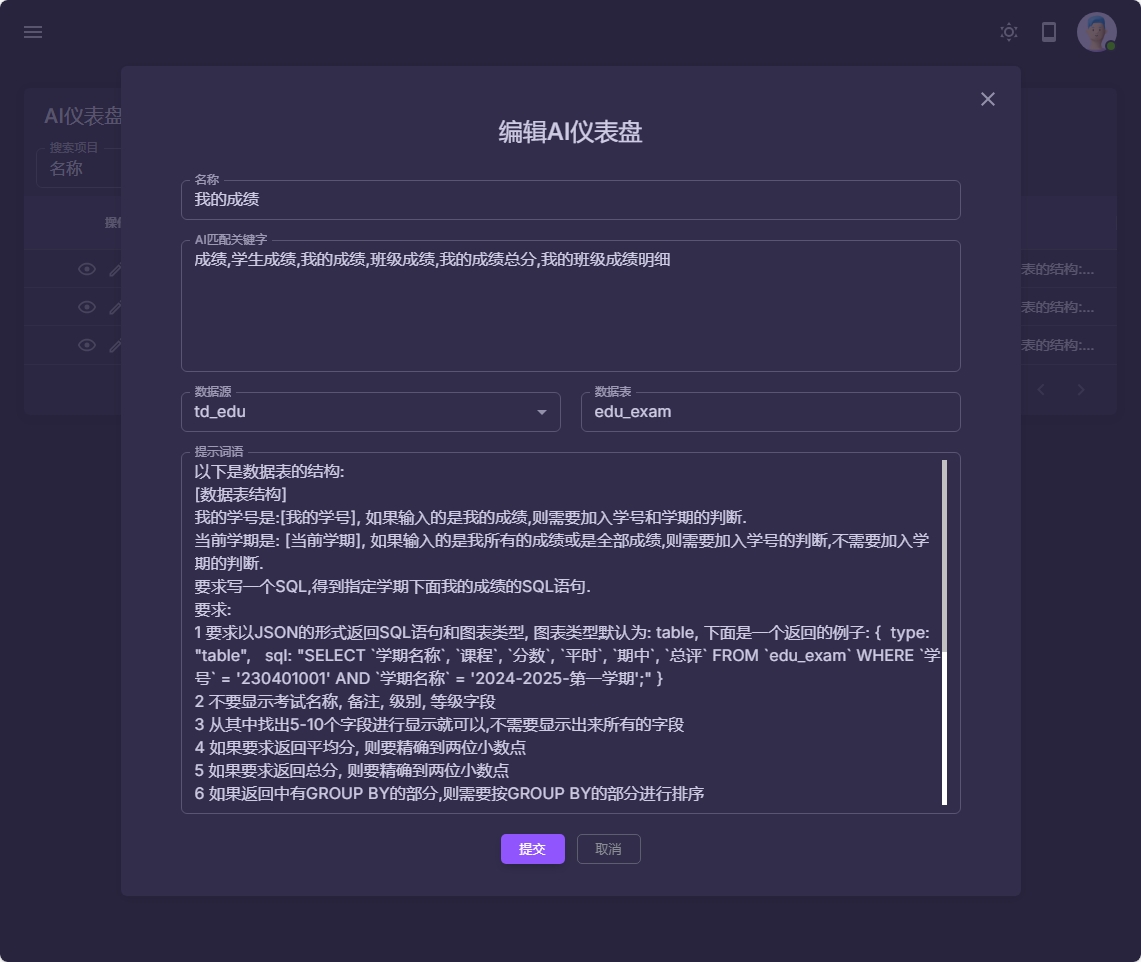 AI仪表盘
搜索项目
名称
编辑AI仪表盘
名称
我的成绩
AI匹配关键字
成绩,学生成绩,我的成绩,班级成绩,我的成绩总分,我的班级成绩明细
表的结构:...
表的结构:...
表的结构:...
数据源
td_edu
数据表
edu_exam
提示词语
以下是数据表的结构:
[数据表结构]
我的学号是:[我的学号], 如果输入的是我的成绩,则需要加入学号和学期的判断.
当前学期是: [当前学期], 如果输入的是我所有的成绩或是全部成绩,则需要加入学号的判断,不需要加入学
期的判断.
要求写一个SQL,得到指定学期下面我的成绩的SQL语句.
要求:
1 要求以JSON的形式返回SQL语句和图表类型, 图表类型默认为: table, 下面是一个返回的例子: { type:
"table", sql: "SELECT `学期名称`, `课程`, `分数`, `平时`, `期中`, `总评` FROM `edu_exam` WHERE `学
号` = '230401001' AND `学期名称` = '2024-2025-第一学期';" }
2 不要显示考试名称, 备注, 级别, 等级字段
3 从其中找出5-10个字段进行显示就可以,不需要显示出来所有的字段
4 如果要求返回平均分, 则要精确到两位小数点
5 如果要求返回总分, 则要精确到两位小数点
6 如果返回中有GROUP BY的部分,则需要按GROUP BY的部分进行排序
提交
取消